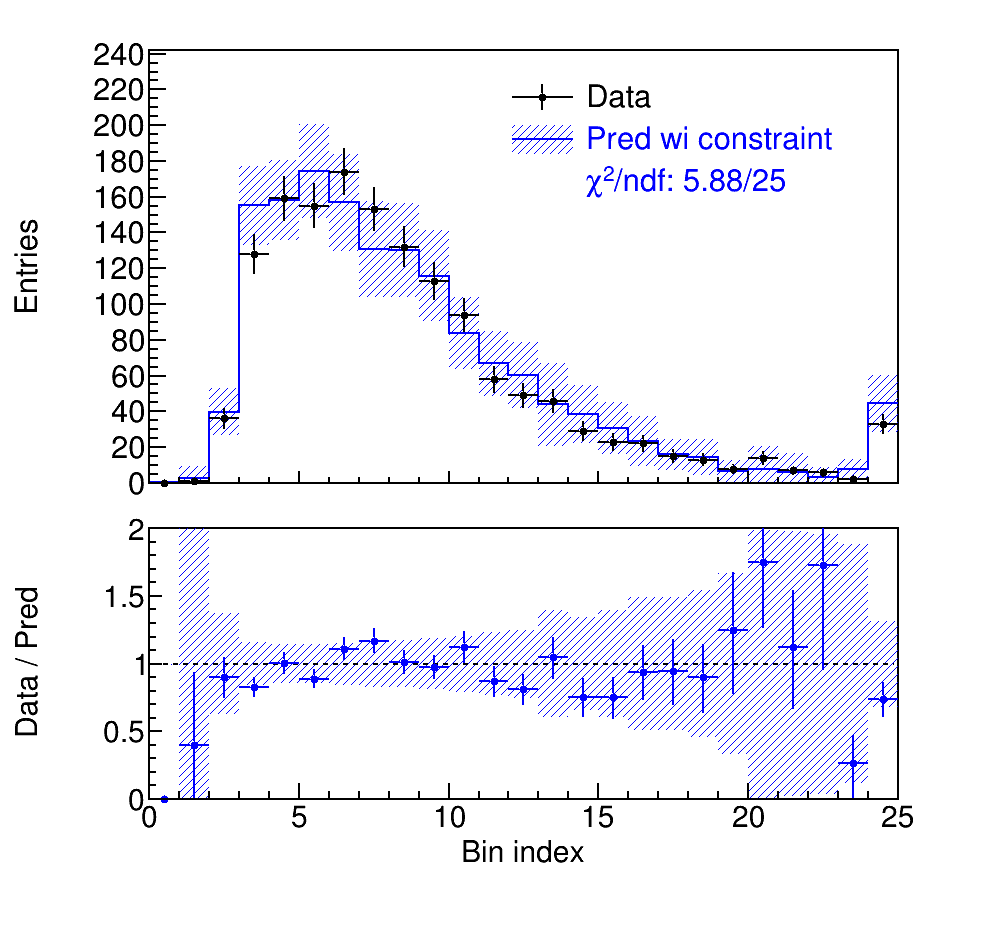 240
220
200
180
160
140
120
100
80
60
40
20
0
Entries
Data
Pred wi constraint
χ²/ndf: 5.88/25
2
1.5
1
0.5
0
Data / Pred
0 5 10 15 20 25
Bin index